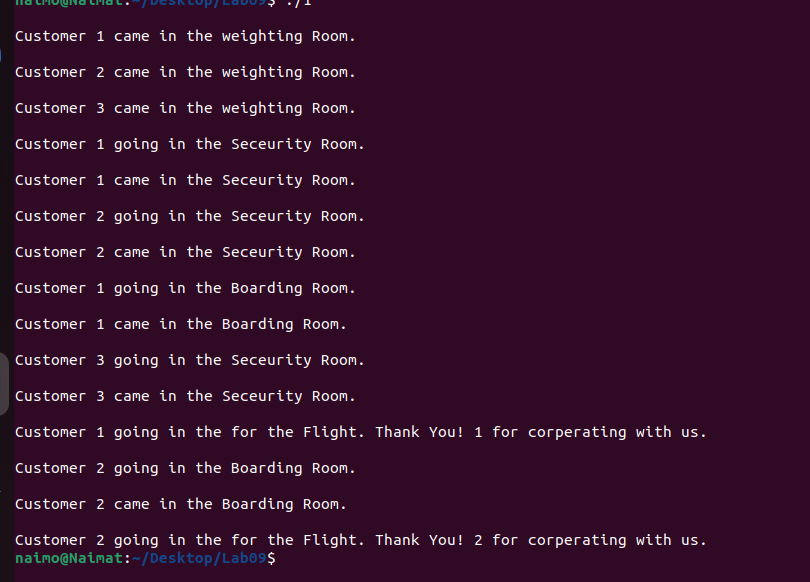 naimo@Naimat:~/Desktop/Lab09$ ./1
Customer 1 came in the weighting Room.
Customer 2 came in the weighting Room.
Customer 3 came in the weighting Room.
Customer 1 going in the Seceurity Room.
Customer 1 came in the Seceurity Room.
Customer 2 going in the Seceurity Room.
Customer 2 came in the Seceurity Room.
Customer 1 going in the Boarding Room.
Customer 1 came in the Boarding Room.
Customer 3 going in the Seceurity Room.
Customer 3 came in the Seceurity Room.
Customer 1 going in the for the Flight. Thank You! 1 for corperating with us.
Customer 2 going in the Boarding Room.
Customer 2 came in the Boarding Room.
Customer 2 going in the for the Flight. Thank You! 2 for corperating with us.
naimo@Naimat:~/Desktop/Lab09$